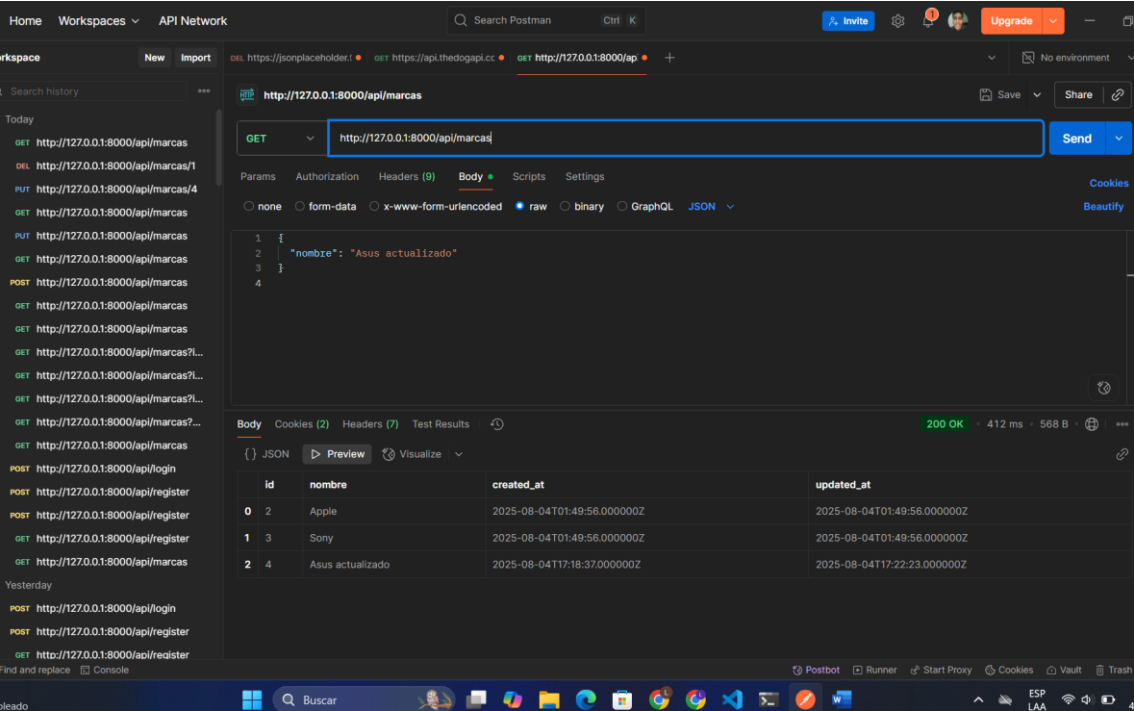 Home Workspaces API Network Search Postman Ctrl K Invite 1 Upgrade
rkspace New Import DEL https://jsonplaceholder.t GET https://api.thedogapi.cc GET http://127.0.0.1:8000/ap No environment
Search history HTTP http://127.0.0.1:8000/api/marcas Save Share
Today
GET http://127.0.0.1:8000/api/marcas
DEL http://127.0.0.1:8000/api/marcas/1
PUT http://127.0.0.1:8000/api/marcas/4
GET http://127.0.0.1:8000/api/marcas
PUT http://127.0.0.1:8000/api/marcas
GET http://127.0.0.1:8000/api/marcas
POST http://127.0.0.1:8000/api/marcas
GET http://127.0.0.1:8000/api/marcas
GET http://127.0.0.1:8000/api/marcas
GET http://127.0.0.1:8000/api/marcas?i...
GET http://127.0.0.1:8000/api/marcas?i...
GET http://127.0.0.1:8000/api/marcas?i...
GET http://127.0.0.1:8000/api/marcas?...
GET http://127.0.0.1:8000/api/marcas
POST http://127.0.0.1:8000/api/login
POST http://127.0.0.1:8000/api/register
POST http://127.0.0.1:8000/api/register
GET http://127.0.0.1:8000/api/register
GET http://127.0.0.1:8000/api/marcas
Yesterday
POST http://127.0.0.1:8000/api/login
POST http://127.0.0.1:8000/api/register
GET http://127.0.0.1:8000/api/register
GET http://127.0.0.1:8000/api/marcas Send
Params Authorization Headers (9) Body Scripts Settings Cookies
none form-data x-www-form-urlencoded raw binary GraphQL JSON Beautify
1 {
2 "nombre": "Asus actualizado"
3 }
4
Body Cookies (2) Headers (7) Test Results 200 OK 412 ms 568 B
{} JSON Preview Visualize
id nombre created_at updated_at
0 2 Apple 2025-08-04T01:49:56.000000Z 2025-08-04T01:49:56.000000Z
1 3 Sony 2025-08-04T01:49:56.000000Z 2025-08-04T01:49:56.000000Z
2 4 Asus actualizado 2025-08-04T17:18:37.000000Z 2025-08-04T17:22:23.000000Z
Find and replace Console Postbot Runner Start Proxy Cookies Vault Trash
pleado Buscar ESP
LAA 4